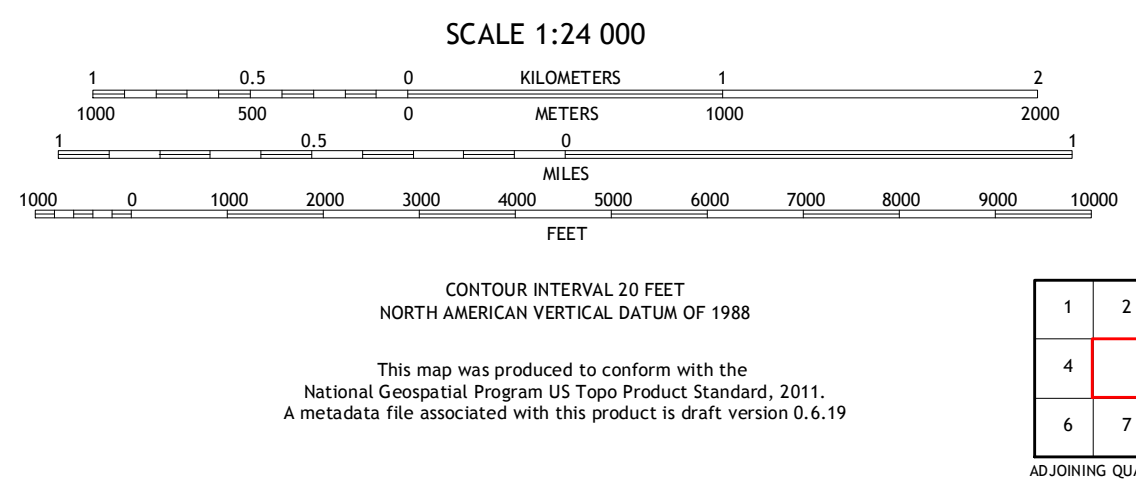 SCALE 1:24 000
1 0.5 0 KILOMETERS 1 2
1000 500 0 METERS 1000 2000
1 0.5 0 1
MILES
1000 0 1000 2000 3000 4000 5000 6000 7000 8000 9000 10000
FEET
CONTOUR INTERVAL 20 FEET
NORTH AMERICAN VERTICAL DATUM OF 1988
This map was produced to conform with the
National Geospatial Program US Topo Product Standard, 2011.
A metadata file associated with this product is draft version 0.6.19
1 2
4
6 7
ADJOINING